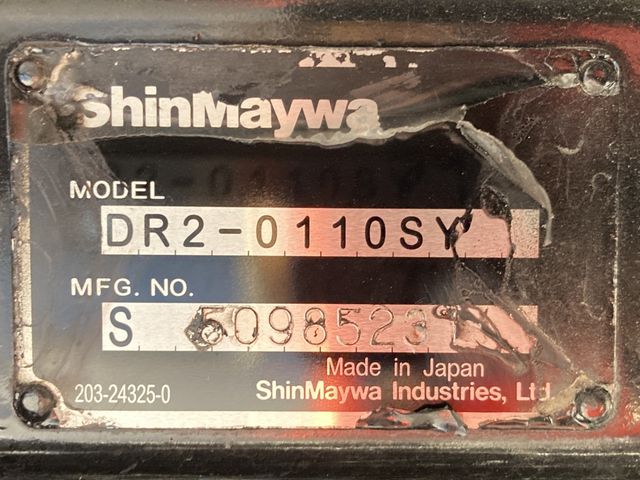 ShinMaywa
MODEL
DR2-0110SY
MFG. NO.
S
Made in Japan
203-24325-0
ShinMaywa Industries, Ltd.